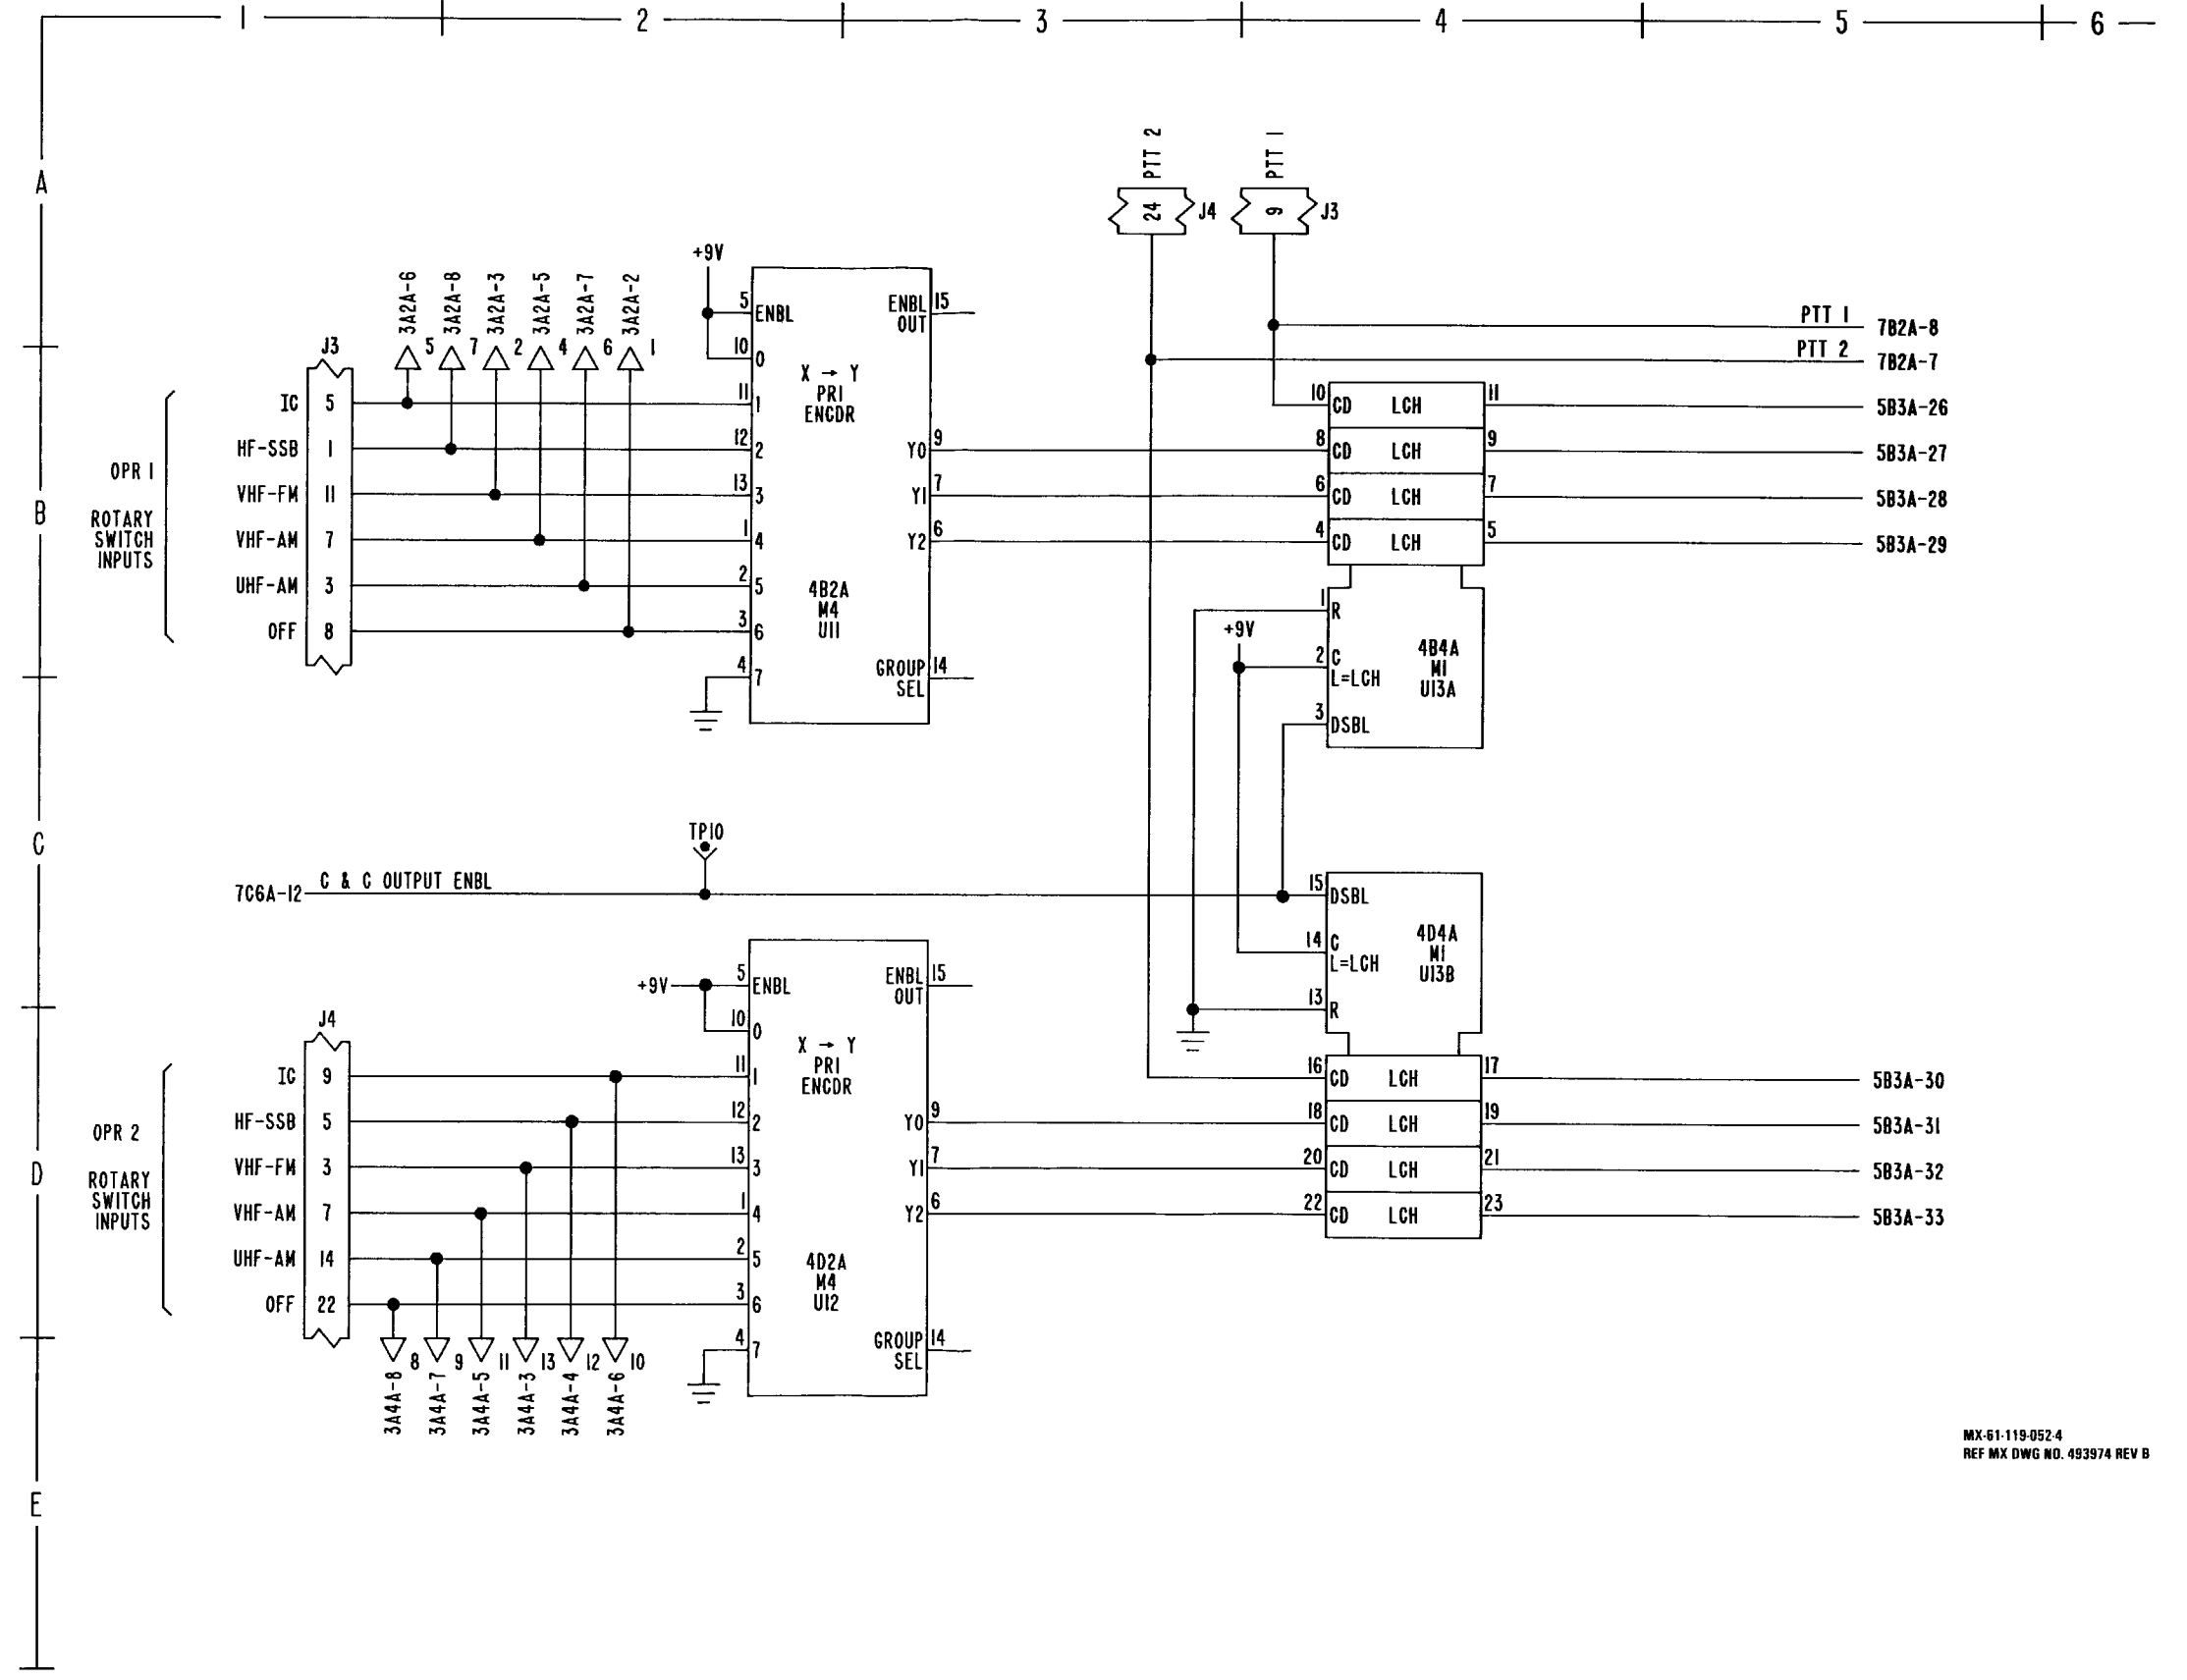 1 2 3 4 5 6
A
B
C
D
E
PTT 2
PTT 1
24 J4
9 J3
+9V
3A2A-6
3A2A-8
3A2A-3
3A2A-5
3A2A-7
3A2A-2
5 7 2 4 6 1
J3
OPR 1
ROTARY
SWITCH
INPUTS
IC 5
HF-SSB 1
VHF-FM 11
VHF-AM 7
UHF-AM 3
OFF 8
5 ENBL
10 0
11 1
12 2
13 3
1 4
2 5
3 6
4 7
X → Y
PRI
ENCDR
4B2A
M4
U11
ENBL 15
OUT
Y0 9
Y1 7
Y2 6
GROUP 14
SEL
PTT 1 7B2A-8
PTT 2 7B2A-7
10 CD LCH 11 5B3A-26
8 CD LCH 9 5B3A-27
6 CD LCH 7 5B3A-28
4 CD LCH 5 5B3A-29
1 R
+9V
2 C
L=LCH
3 DSBL
4B4A
M1
U13A
TP10
7C6A-12 C & C OUTPUT ENBL
15 DSBL
14 C
L=LCH
13 R
4D4A
M1
U13B
+9V
J4
OPR 2
ROTARY
SWITCH
INPUTS
IC 9
HF-SSB 5
VHF-FM 3
VHF-AM 7
UHF-AM 14
OFF 22
5 ENBL
10 0
11 1
12 2
13 3
1 4
2 5
3 6
4 7
X → Y
PRI
ENCDR
4D2A
M4
U12
ENBL 15
OUT
Y0 9
Y1 7
Y2 6
GROUP 14
SEL
16 CD LCH 17 5B3A-30
18 CD LCH 19 5B3A-31
20 CD LCH 21 5B3A-32
22 CD LCH 23 5B3A-33
8 9 11 13 12 10
3A4A-8
3A4A-7
3A4A-5
3A4A-3
3A4A-4
3A4A-6
MX-61-119-052-4
REF MX DWG NO. 493974 REV B